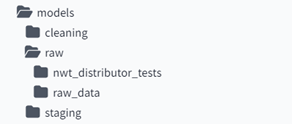 models
cleaning
raw
nwt_distributor_tests
raw_data
staging